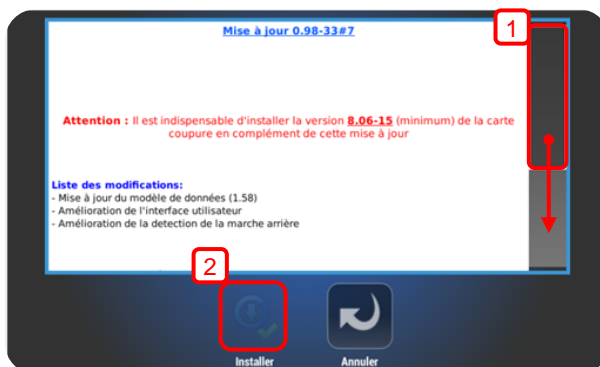 Mise à jour 0.98-33#7
1
Attention : Il est indispensable d'installer la version 8.06-15 (minimum) de la carte
coupure en complément de cette mise à jour
Liste des modifications:
- Mise à jour du modèle de données (1.58)
- Amélioration de l'interface utilisateur
- Amélioration de la detection de la marche arrière
2
Installer
Annuler